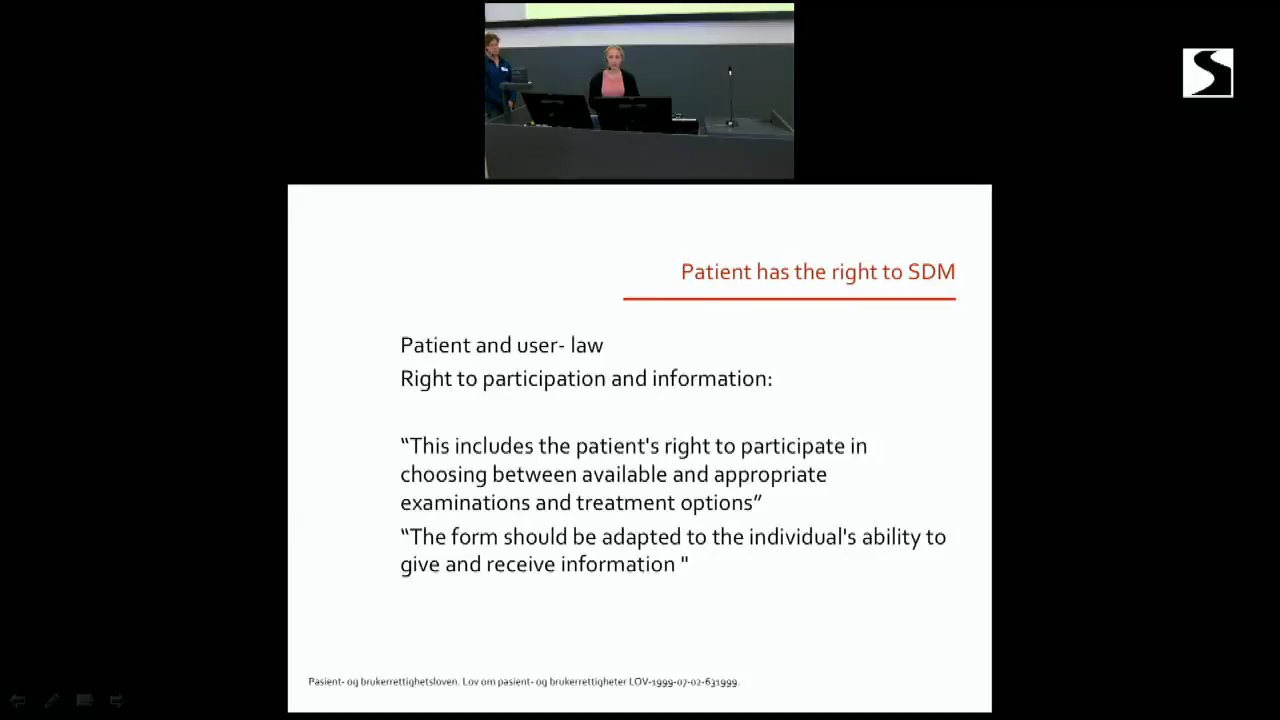 Patient has the right to SDM
Patient and user- law
Right to participation and information:
“This includes the patient's right to participate in
choosing between available and appropriate
examinations and treatment options”
“The form should be adapted to the individual's ability to
give and receive information "
Pasient- og brukerrettighetsloven. Lov om pasient- og brukerrettigheter LOV-1999-07-02-631999.